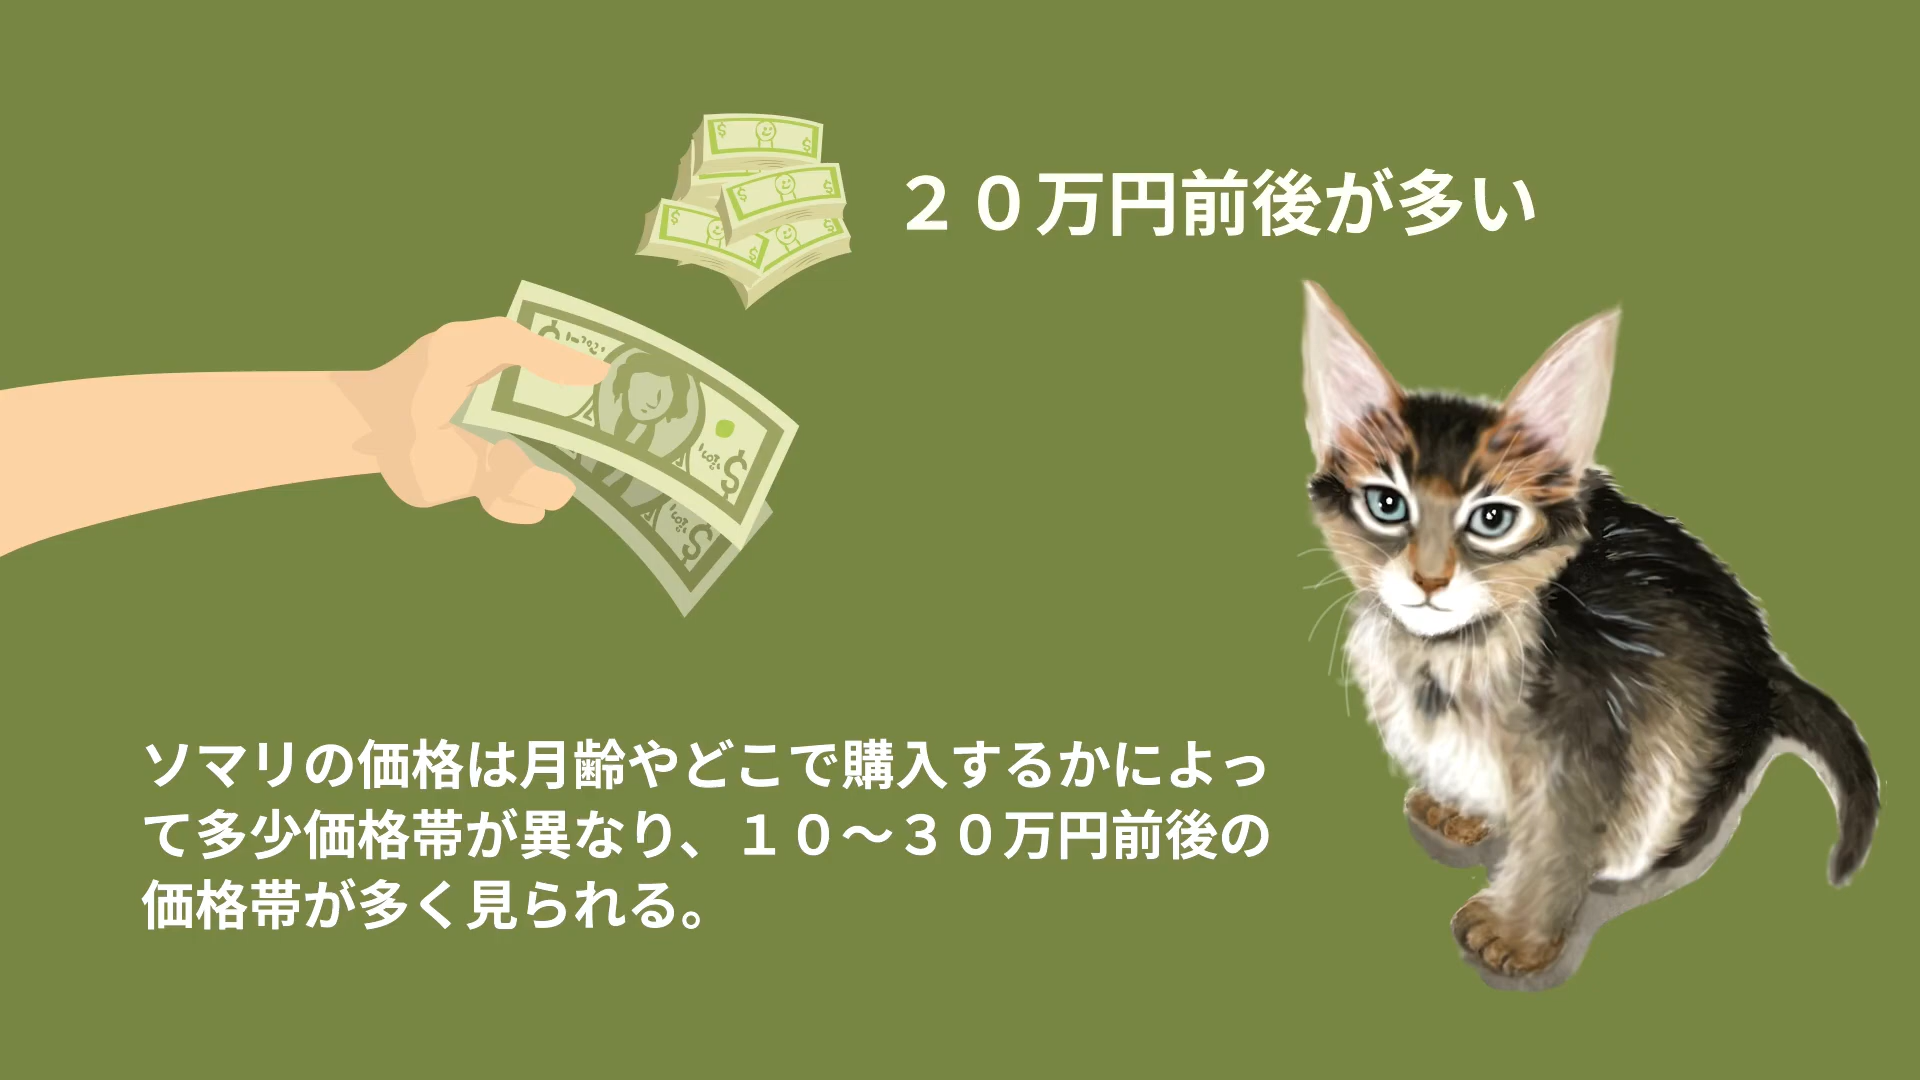 ２０万円前後が多い
ソマリの価格は月齢やどこで購入するかによっ
て多少価格帯が異なり、１０～３０万円前後の
価格帯が多く見られる。